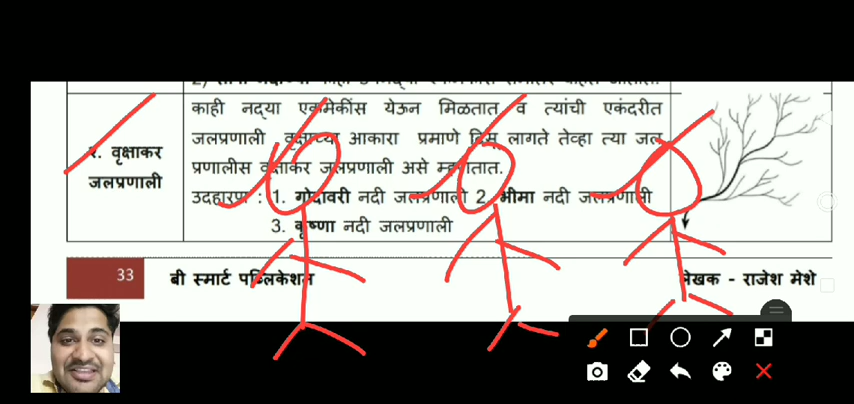 काही नद्या एकमेकींस येऊन मिळतात व त्यांची एकंदरीत
जलप्रणाली वृक्षाच्या आकारा प्रमाणे दिसू लागते तेव्हा त्या जल
२. वृक्षाकर
प्रणालीस वृक्षाकर जलप्रणाली असे म्हणतात.
जलप्रणाली
उदहारण : 1. गोदावरी नदी जलप्रणाली 2. भीमा नदी जलप्रणाली
3. कृष्णा नदी जलप्रणाली
33
बी स्मार्ट पब्लिकेशन
लेखक - राजेश मेशे